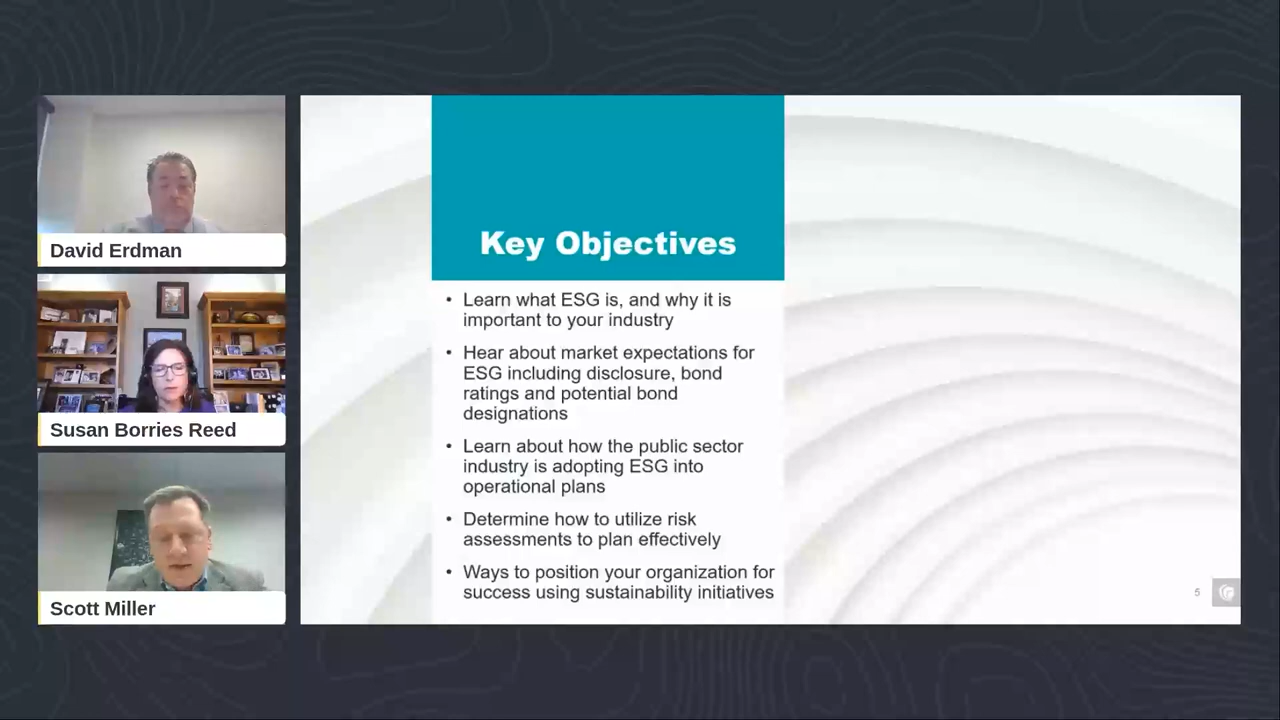 David Erdman
Susan Borries Reed
Scott Miller
Key Objectives
• Learn what ESG is, and why it is
important to your industry
• Hear about market expectations for
ESG including disclosure, bond
ratings and potential bond
designations
• Learn about how the public sector
industry is adopting ESG into
operational plans
• Determine how to utilize risk
assessments to plan effectively
• Ways to position your organization for
success using sustainability initiatives
5